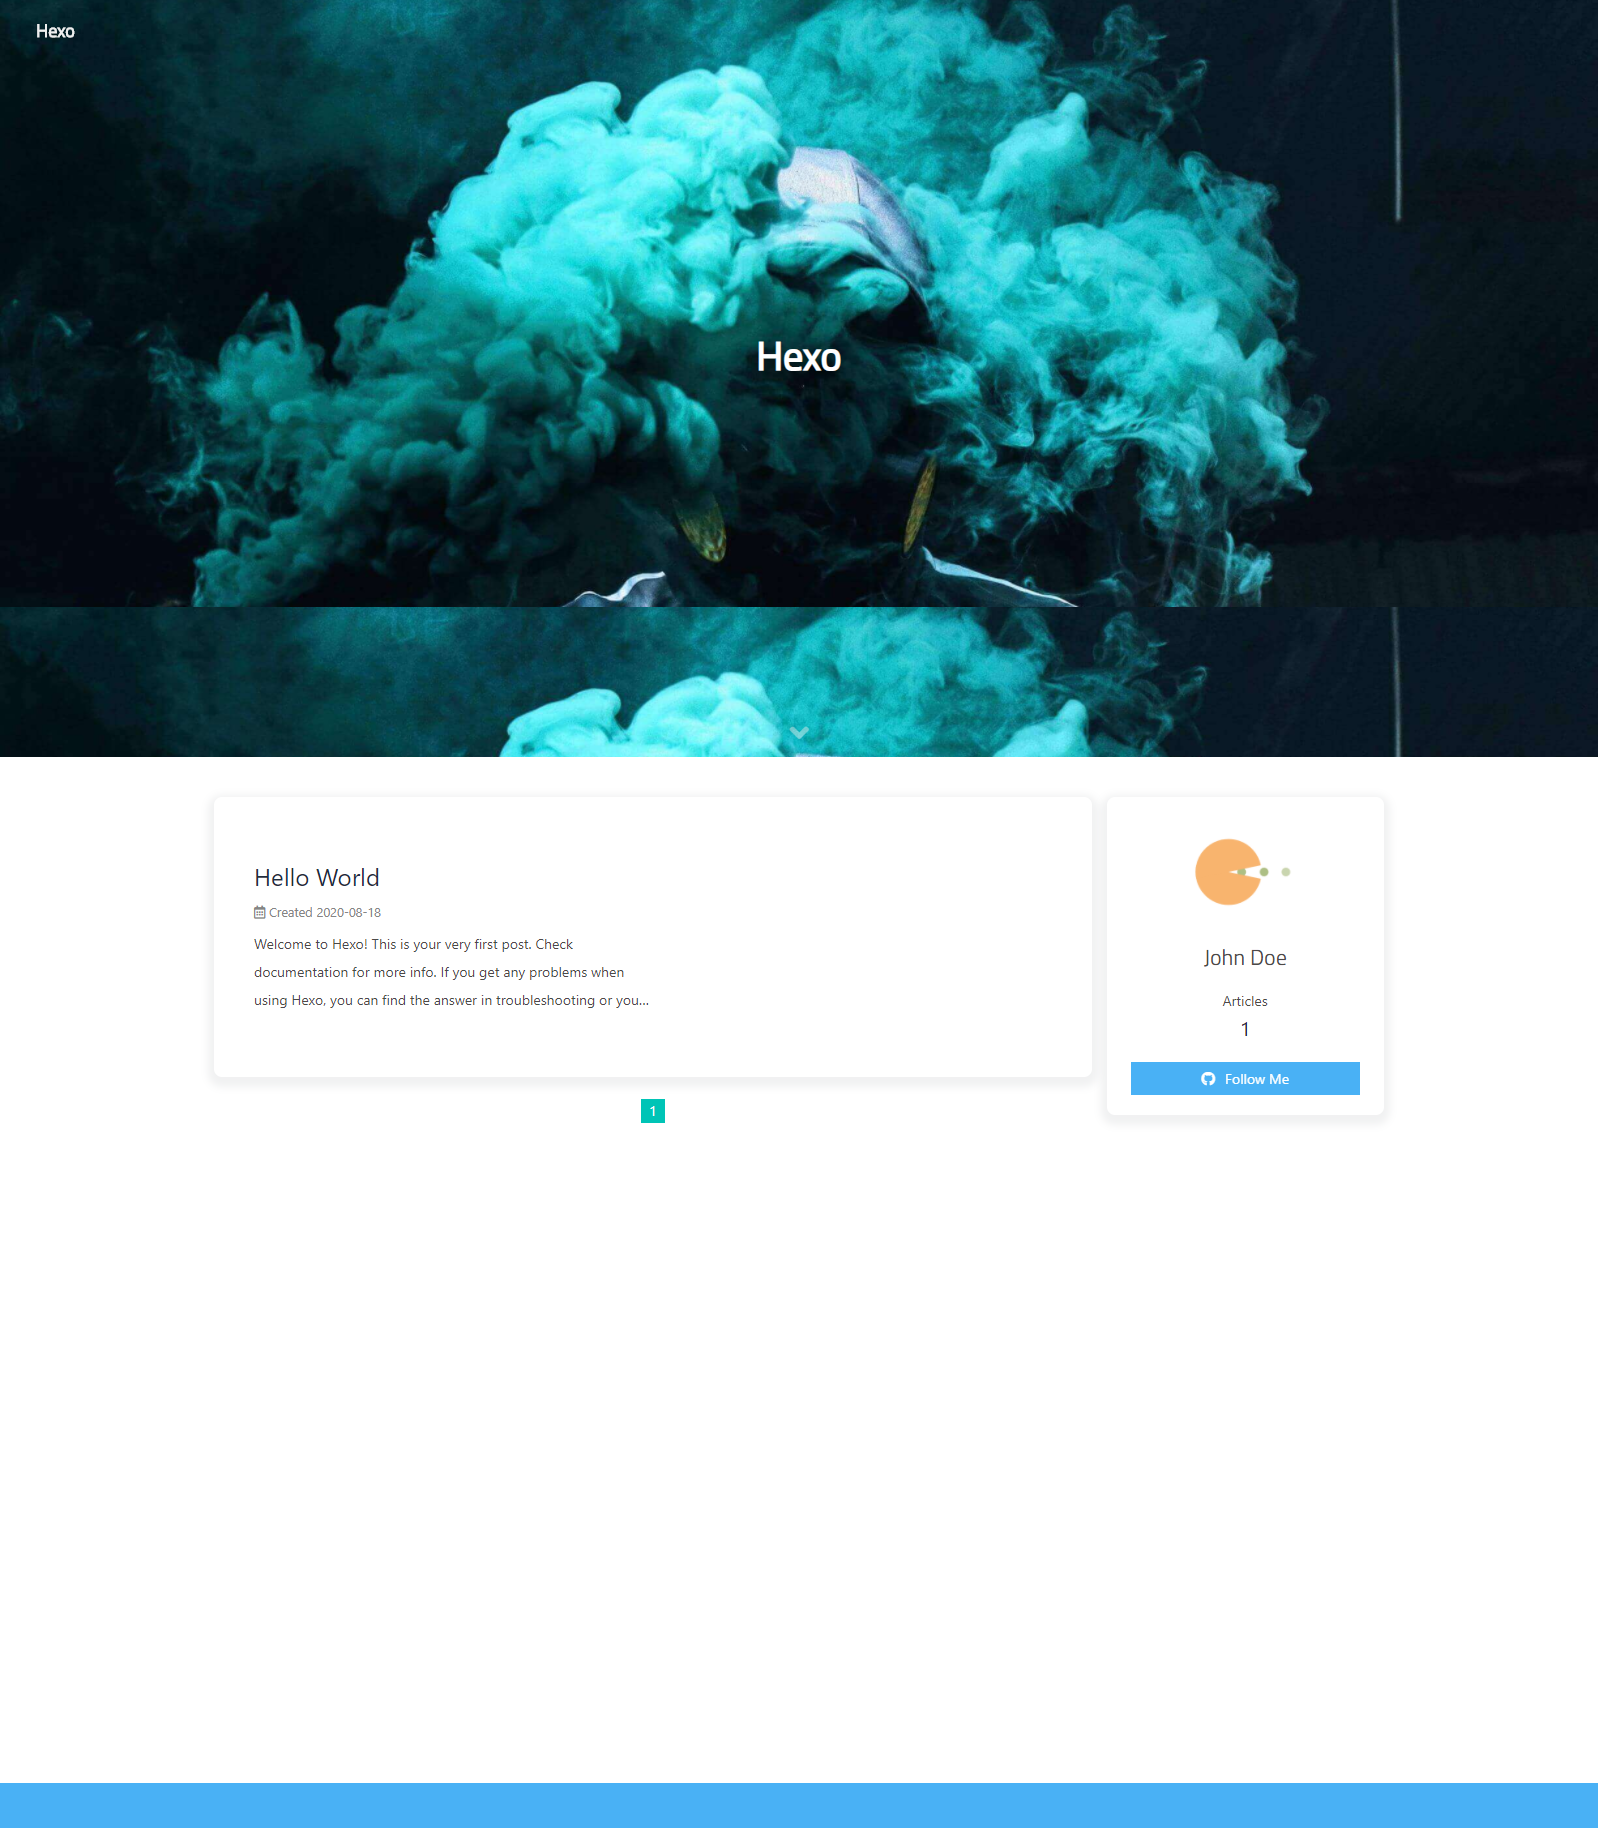 Hexo
Hexo
Hello World
Created 2020-08-18
Welcome to Hexo! This is your very first post. Check
documentation for more info. If you get any problems when
using Hexo, you can find the answer in troubleshooting or you...
1
John Doe
Articles
1
Follow Me